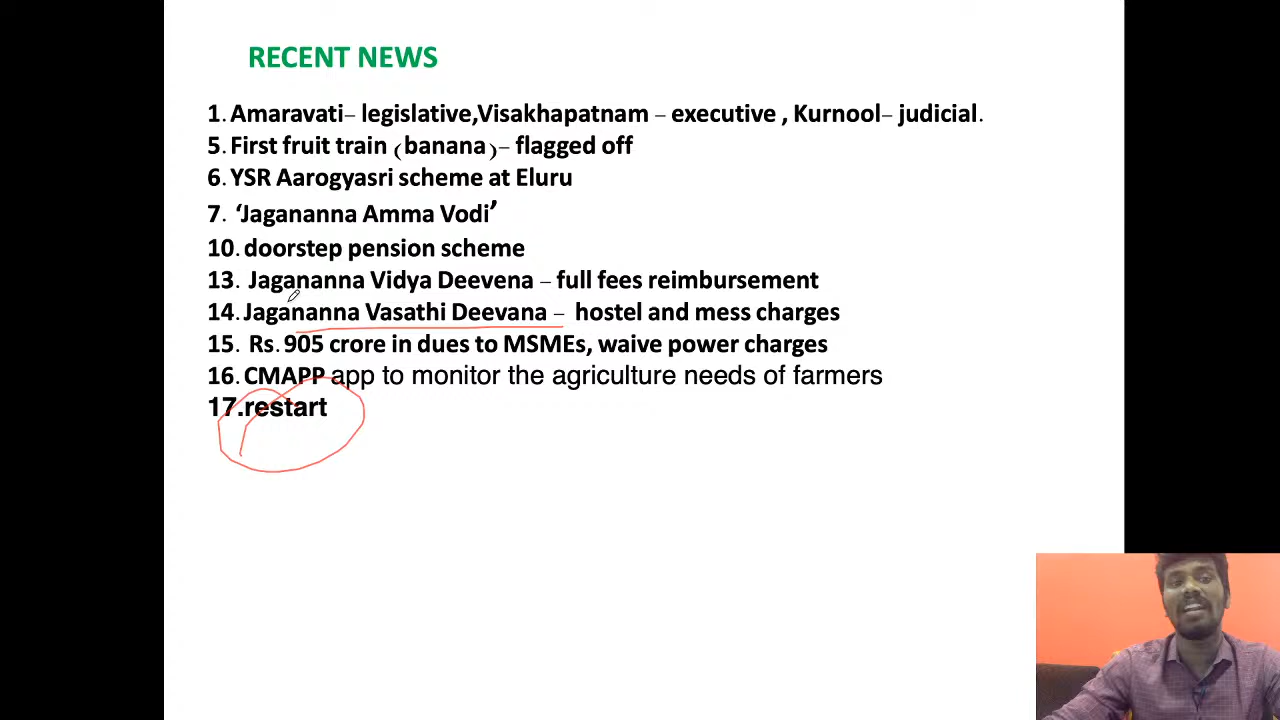 RECENT NEWS
1. Amaravati– legislative,Visakhapatnam – executive , Kurnool– judicial.
5. First fruit train (banana)– flagged off
6. YSR Aarogyasri scheme at Eluru
7. ‘Jagananna Amma Vodi’
10. doorstep pension scheme
13. Jagananna Vidya Deevena – full fees reimbursement
14. Jagananna Vasathi Deevana – hostel and mess charges
15. Rs. 905 crore in dues to MSMEs, waive power charges
16. CMAPP app to monitor the agriculture needs of farmers
17.restart